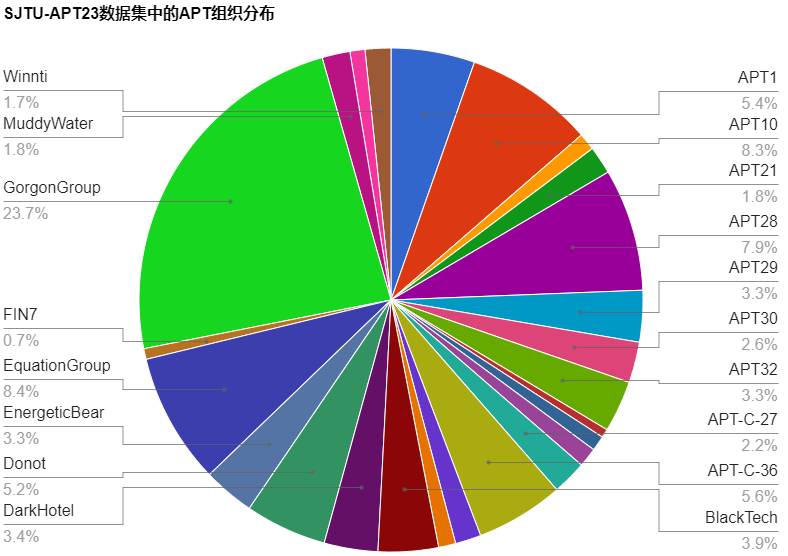 SJTU-APT23数据集中的APT组织分布
Winnti
1.7%
MuddyWater
1.8%
GorgonGroup
23.7%
FIN7
0.7%
EquationGroup
8.4%
EnergeticBear
3.3%
Donot
5.2%
DarkHotel
3.4%
APT1
5.4%
APT10
8.3%
APT21
1.8%
APT28
7.9%
APT29
3.3%
APT30
2.6%
APT32
3.3%
APT-C-27
2.2%
APT-C-36
5.6%
BlackTech
3.9%